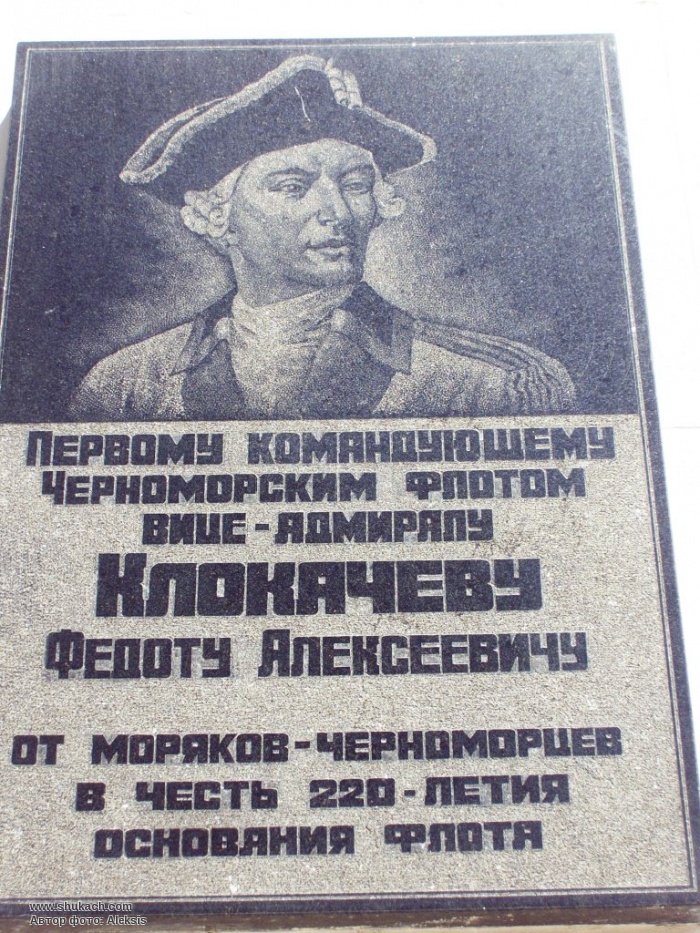 Первому командующему
Черноморским флотом
вице-адмиралу
Клокачеву
Федоту Алексеевичу
от моряков-черноморцев
в честь 220-летия
основания флота
www.shukach.com
Автор фото: Aleksis